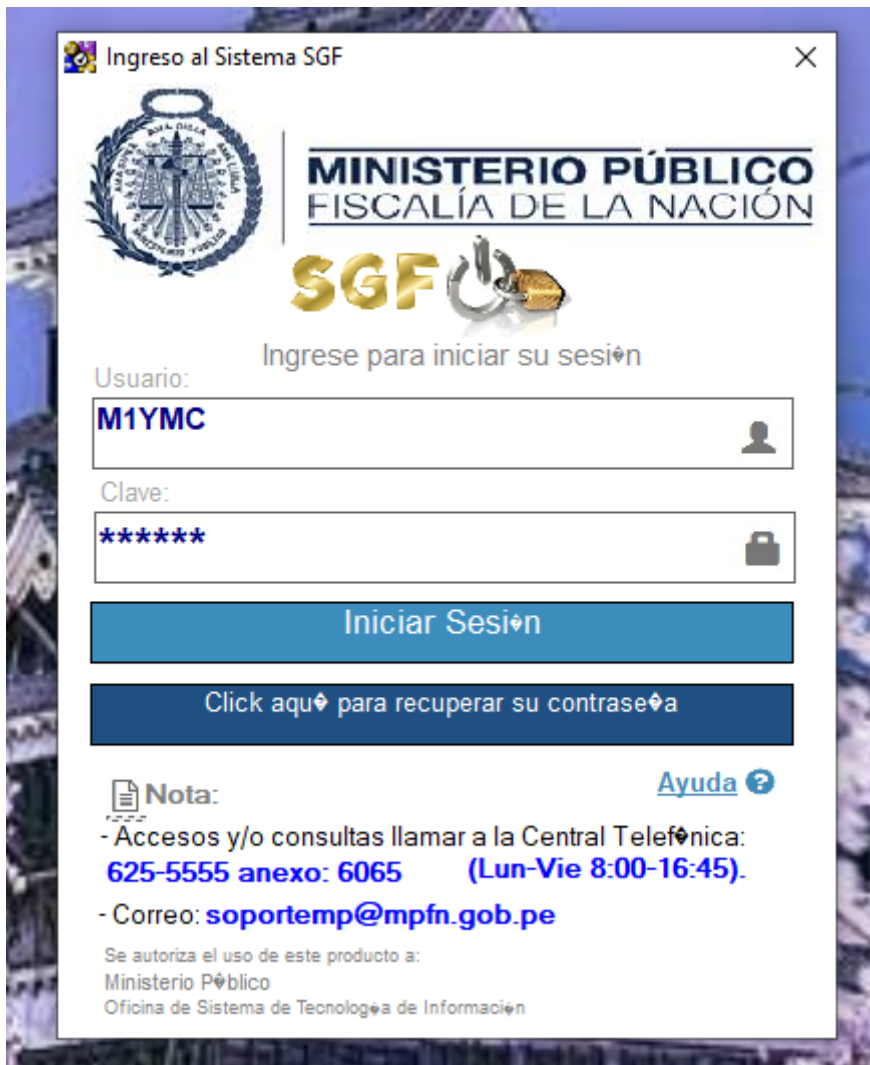 Ingreso al Sistema SGF
MINISTERIO PÚBLICO
FISCALÍA DE LA NACIÓN
SGF
Ingrese para iniciar su sesi�n
Usuario:
M1YMC
Clave:
******
Iniciar Sesi�n
Click aqu� para recuperar su contrase�a
Ayuda
Nota:
- Accesos y/o consultas llamar a la Central Telef�nica:
625-5555 anexo: 6065 (Lun-Vie 8:00-16:45).
- Correo: soportemp@mpfn.gob.pe
Se autoriza el uso de este producto a:
Ministerio P�blico
Oficina de Sistema de Tecnolog�a de Informaci�n